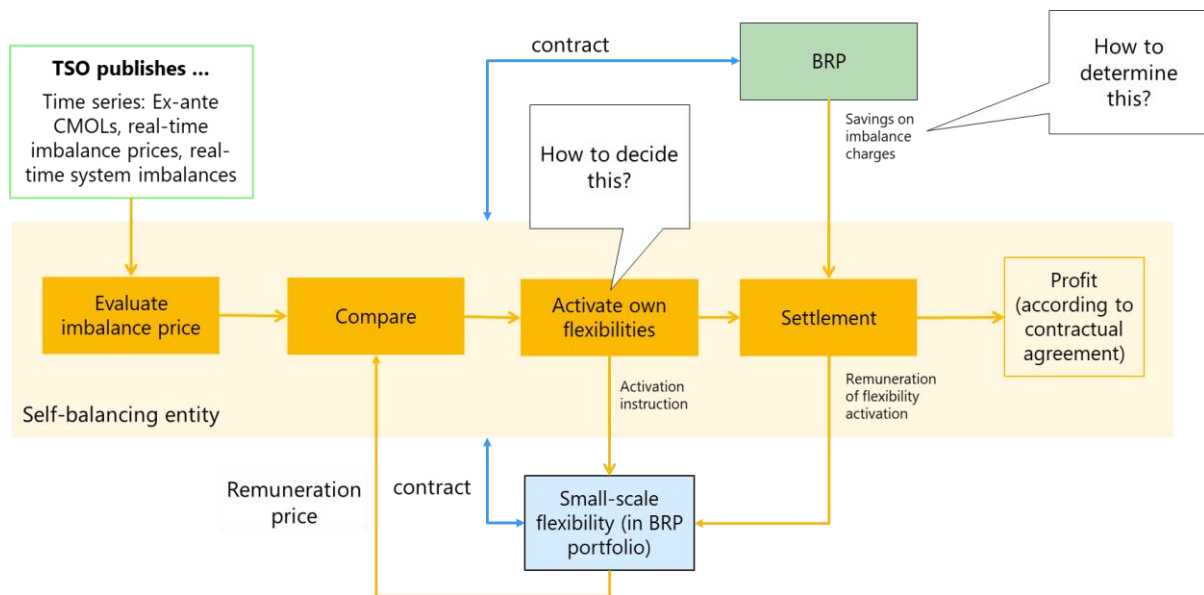 TSO publishes ...
Time series: Ex-ante
CMOLs, real-time
imbalance prices, real-
time system imbalances
contract
BRP
How to
determine
this?
Savings on
imbalance
charges
How to decide
this?
Evaluate
imbalance price
Compare
Activate own
flexibilities
Settlement
Profit
(according to
contractual
agreement)
Activation
instruction
Remuneration
of flexibility
activation
Self-balancing entity
Remuneration
price
contract
Small-scale
flexibility (in BRP
portfolio)